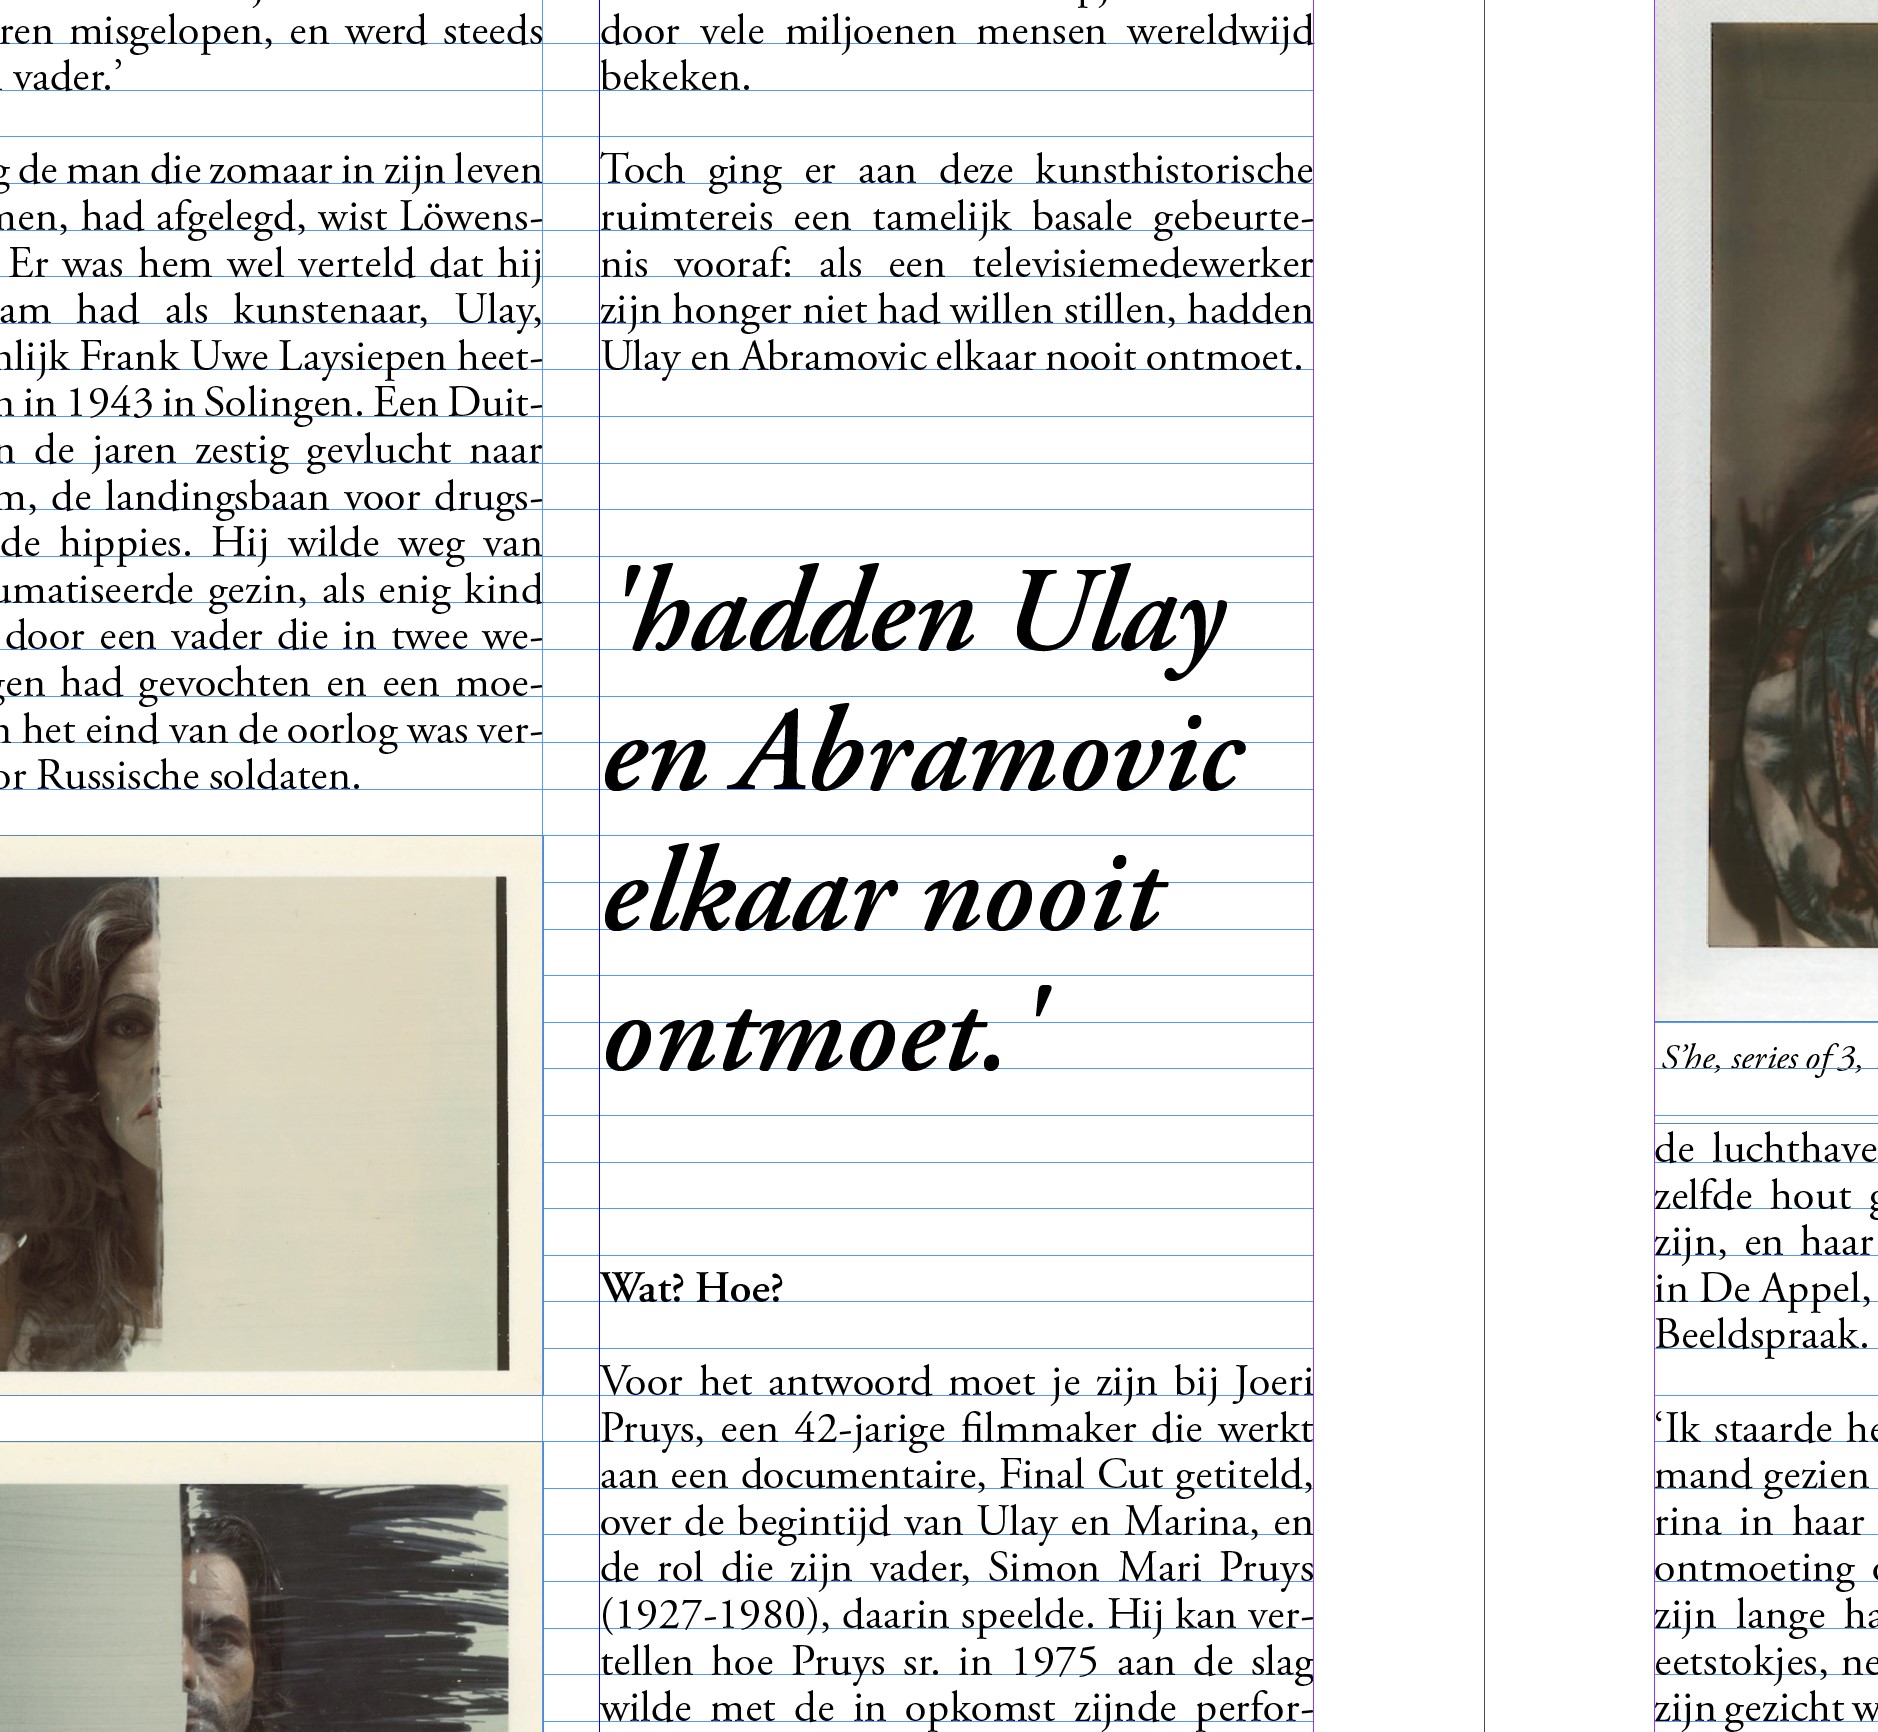 ren misgelopen, en werd steeds
vader.’
de man die zomaar in zijn leven
men, had afgelegd, wist Löwens-
Er was hem wel verteld dat hij
had als kunstenaar, Ulay,
Frank Uwe Laysiepen heet-
in 1943 in Solingen. Een Duit-
de jaren zestig gevlucht naar
de landingsbaan voor drugs-
de hippies. Hij wilde weg van
umatiseerde gezin, als enig kind
door een vader die in twee we-
had gevochten en een moe-
het eind van de oorlog was ver-
Russische soldaten.
door vele miljoenen mensen wereldwijd
bekeken.
Toch ging er aan deze kunsthistorische
ruimtereis een tamelijk basale gebeurte-
nis vooraf: als een televisiemedewerker
zijn honger niet had willen stillen, hadden
Ulay en Abramovic elkaar nooit ontmoet.
'hadden Ulay
en Abramovic
elkaar nooit
ontmoet.'
Wat? Hoe?
Voor het antwoord moet je zijn bij Joeri
Pruys, een 42-jarige filmmaker die werkt
aan een documentaire, Final Cut getiteld,
over de begintijd van Ulay en Marina, en
de rol die zijn vader, Simon Mari Pruys
(1927-1980), daarin speelde. Hij kan ver-
tellen hoe Pruys sr. in 1975 aan de slag
wilde met de in opkomst zijnde perfor-
S’he, series of 3,
de luchthave
zelfde hout
zijn, en haar
in De Appel,
Beeldspraak.
‘Ik staarde he
mand gezien
rina in haar
ontmoeting
zijn lange ha
eetstokjes, ne
zijn gezicht w